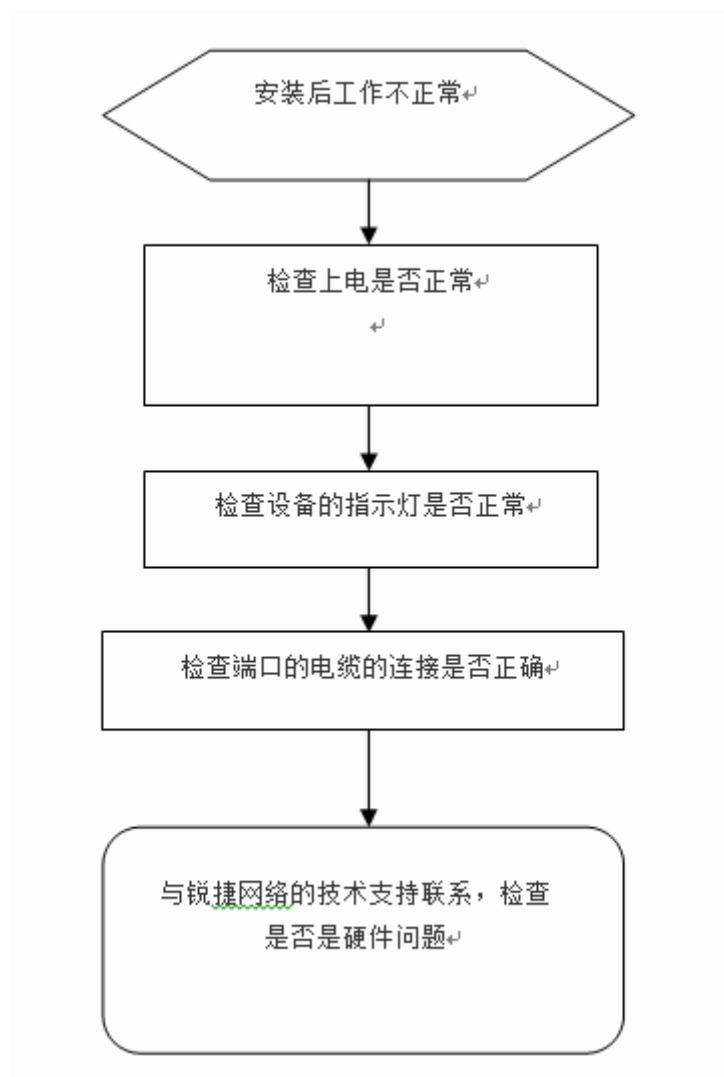 安装后工作不正常↵
检查上电是否正常↵
↵
检查设备的指示灯是否正常↵
检查端口的电缆的连接是否正确↵
与锐捷网络的技术支持联系，检查
是否是硬件问题↵